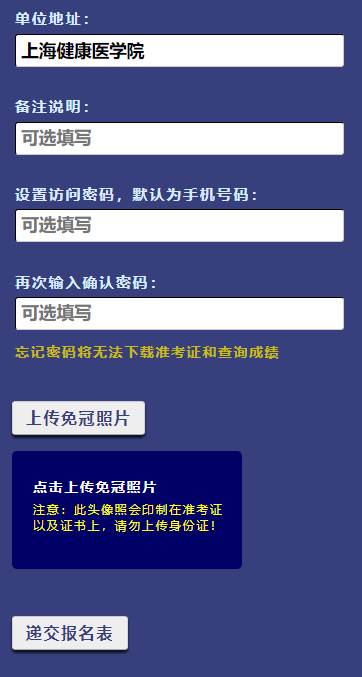 单位地址：
上海健康医学院
备注说明：
可选填写
设置访问密码，默认为手机号码：
可选填写
再次输入确认密码：
可选填写
忘记密码将无法下载准考证和查询成绩
上传免冠照片
点击上传免冠照片
注意：此头像照会印制在准考证
以及证书上，请勿上传身份证！
递交报名表